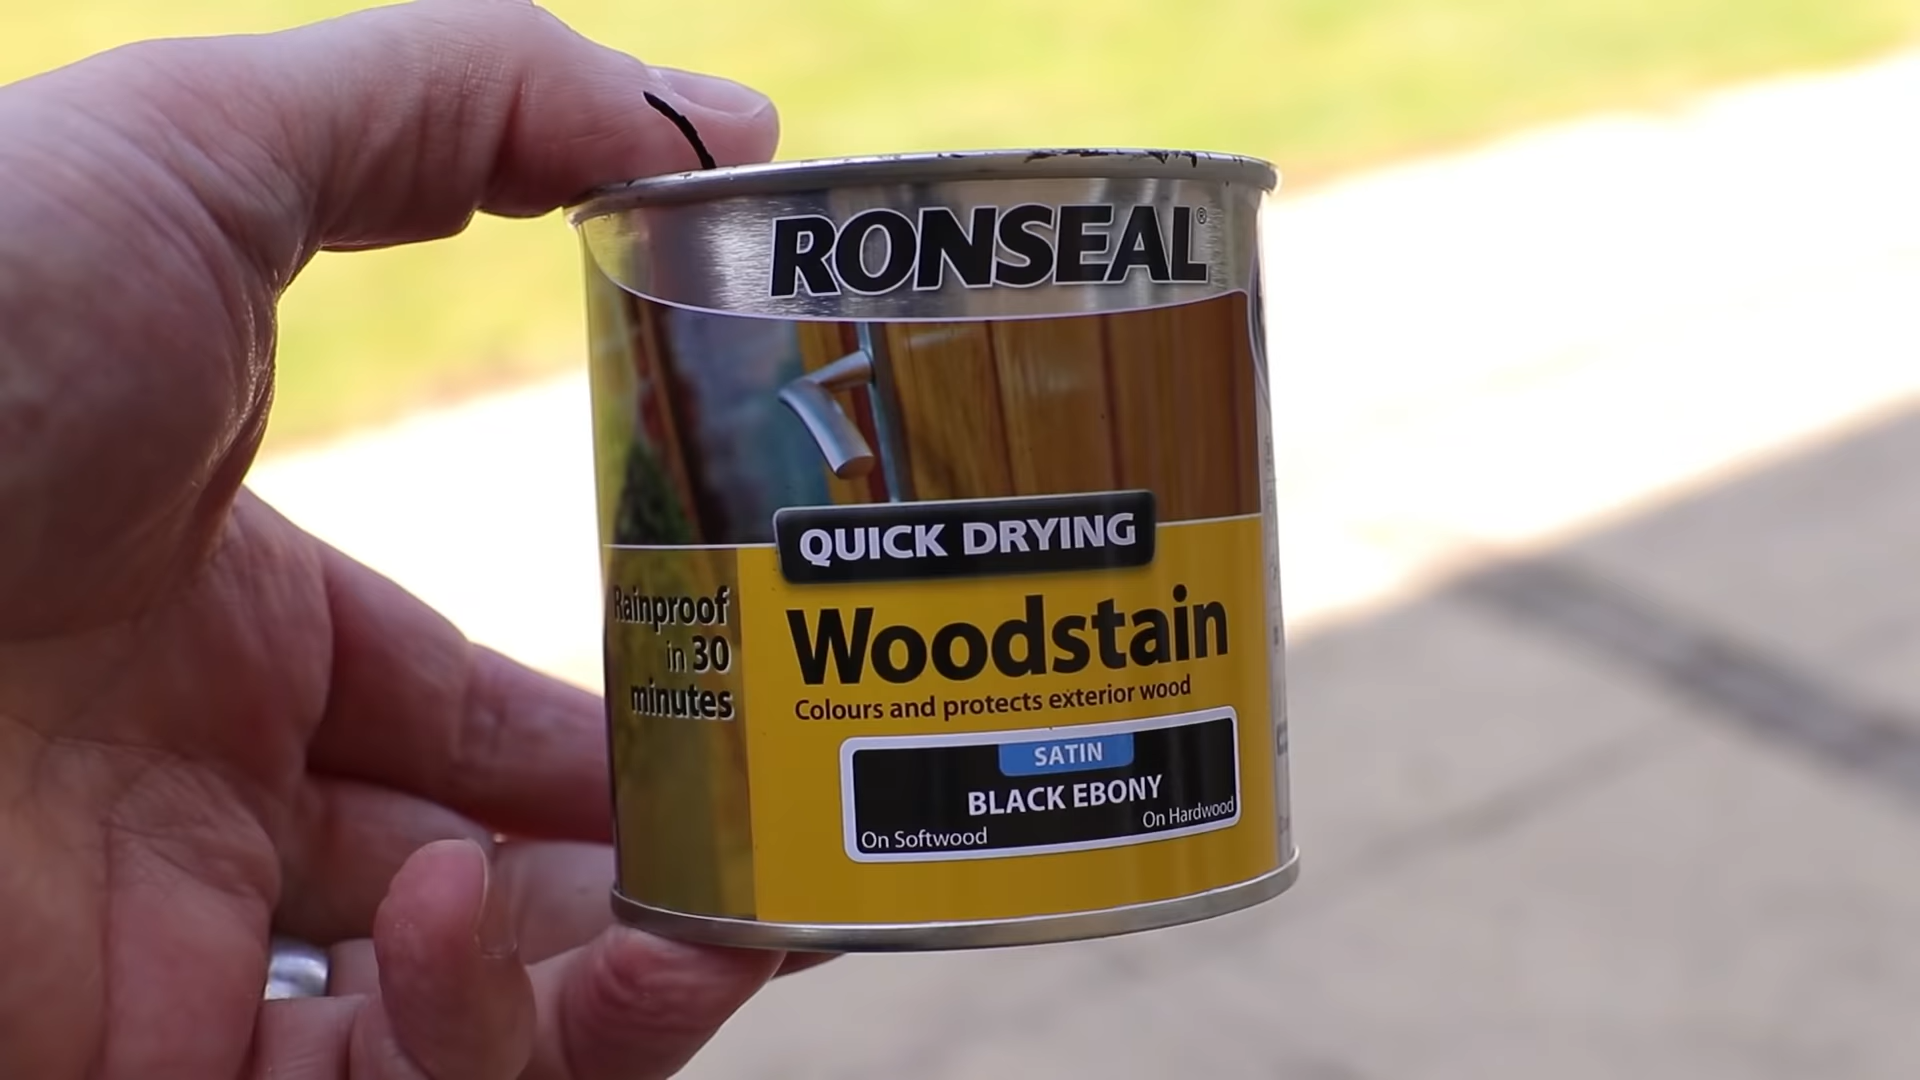 RONSEAL®
QUICK DRYING
Rainproof
in 30
minutes
Woodstain
Colours and protects exterior wood
SATIN
BLACK EBONY
On Softwood
On Hardwood